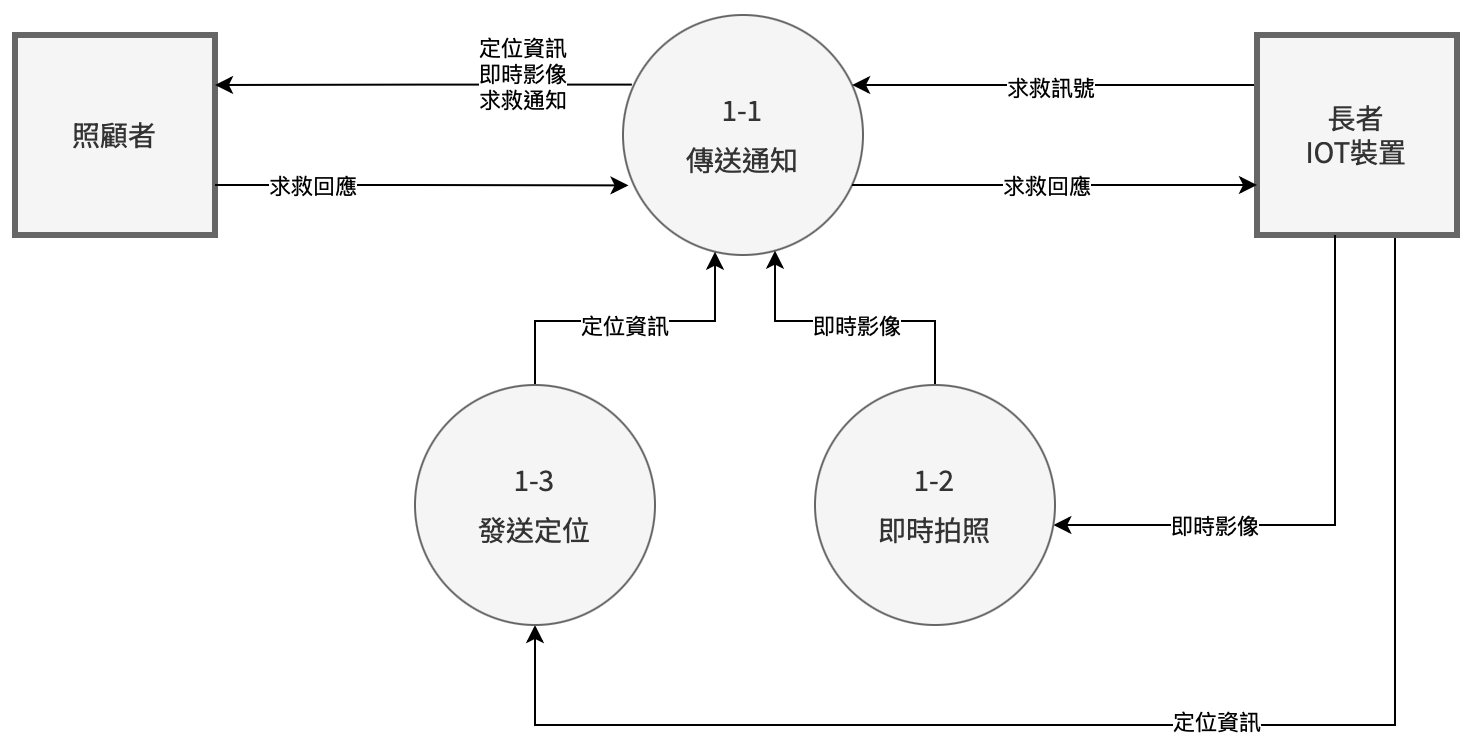 定位資訊
即時影像
求救通知
求救訊號
照顧者
1-1
傳送通知
長者
IOT裝置
求救回應
求救回應
定位資訊
即時影像
1-3
發送定位
1-2
即時拍照
即時影像
定位資訊